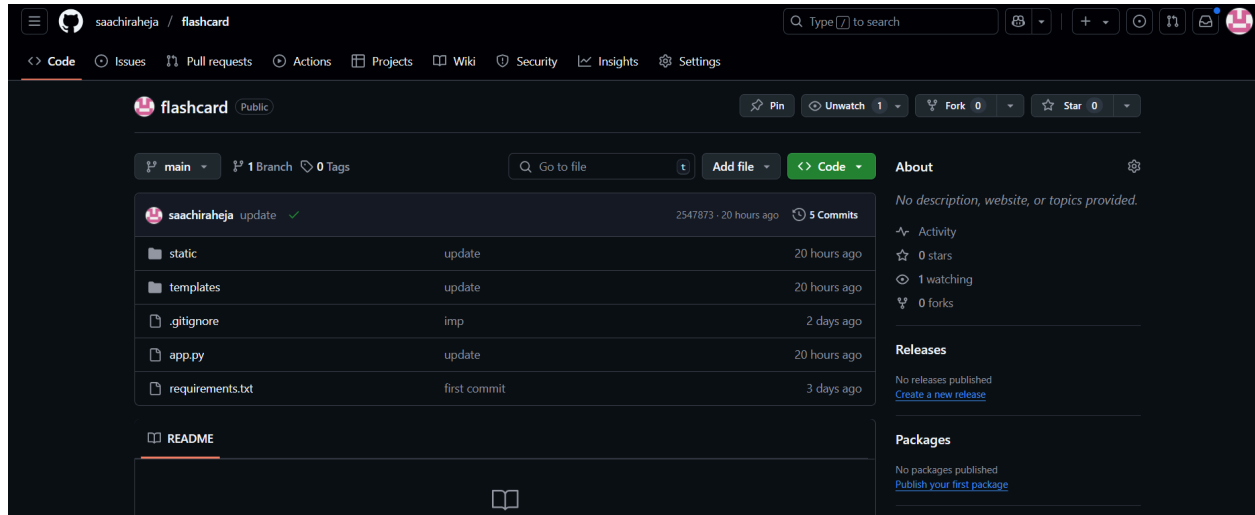 saachiraheja / flashcard
Type / to search
Code Issues Pull requests Actions Projects Wiki Security Insights Settings
flashcard Public
Pin Unwatch 1 Fork 0 Star 0
main 1 Branch 0 Tags
Go to file t Add file Code
saachiraheja update 2547873 · 20 hours ago 5 Commits
static update 20 hours ago
templates update 20 hours ago
.gitignore imp 2 days ago
app.py update 20 hours ago
requirements.txt first commit 3 days ago
README
About
No description, website, or topics provided.
Activity
0 stars
1 watching
0 forks
Releases
No releases published
Create a new release
Packages
No packages published
Publish your first package